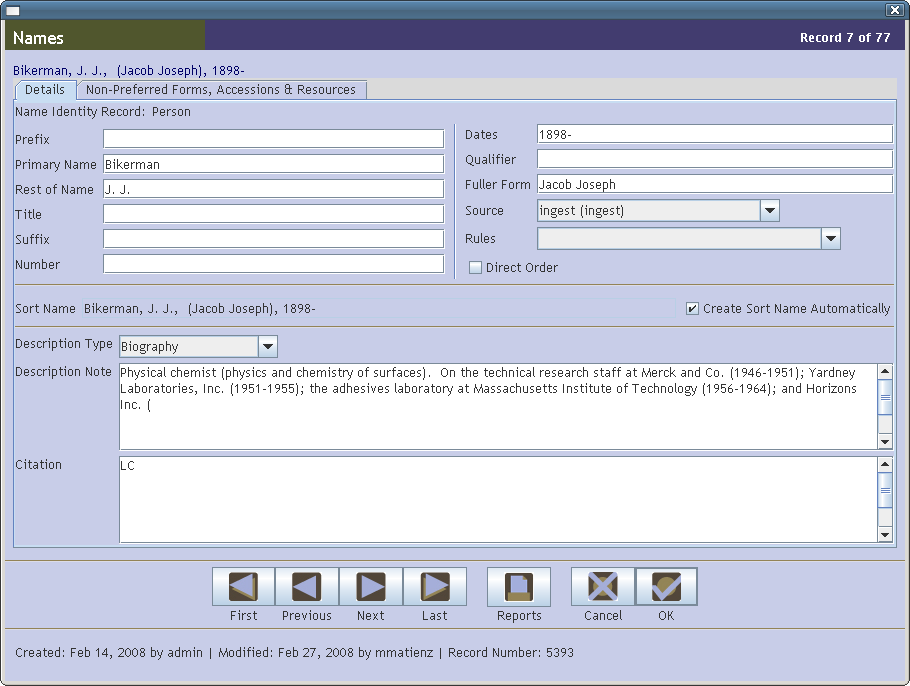 Names
Record 7 of 77
Bikerman, J. J.,  (Jacob Joseph), 1898-
Details
Non-Preferred Forms, Accessions & Resources
Name Identity Record:  Person
Prefix
Primary Name Bikerman
Rest of Name J. J.
Title
Suffix
Number
Dates 1898-
Qualifier
Fuller Form Jacob Joseph
Source ingest (ingest)
Rules
Direct Order
Sort Name  Bikerman, J. J.,  (Jacob Joseph), 1898-
Create Sort Name Automatically
Description Type Biography
Description Note
Physical chemist (physics and chemistry of surfaces).  On the technical research staff at Merck and Co. (1946-1951); Yardney
Laboratories, Inc. (1951-1955); the adhesives laboratory at Massachusetts Institute of Technology (1956-1964); and Horizons
Inc. (
Citation
LC
First
Previous
Next
Last
Reports
Cancel
OK
Created: Feb 14, 2008 by admin | Modified: Feb 27, 2008 by mmatienz | Record Number: 5393